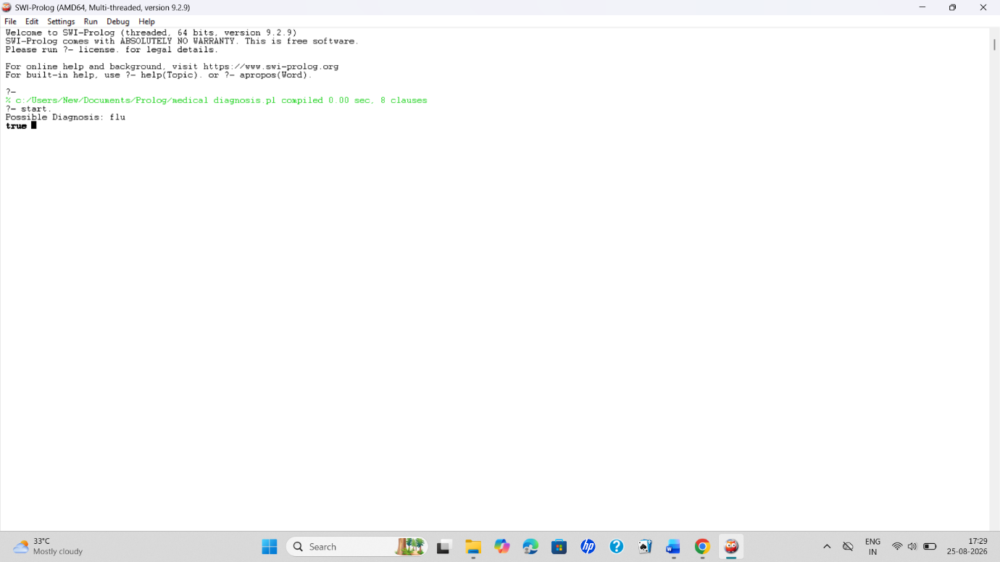 SWI-Prolog (AMD64, Multi-threaded, version 9.2.9)
File Edit Settings Run Debug Help
Welcome to SWI-Prolog (threaded, 64 bits, version 9.2.9)
SWI-Prolog comes with ABSOLUTELY NO WARRANTY. This is free software.
Please run ?- license. for legal details.
For online help and background, visit https://www.swi-prolog.org
For built-in help, use ?- help(Topic). or ?- apropos(Word).
?-
% c:/Users/New/Documents/Prolog/medical diagnosis.pl compiled 0.00 sec, 8 clauses
?- start.
Possible Diagnosis: flu
true
33°C
Mostly cloudy
Search
hp
W
ENG
IN
17:29
25-08-2026